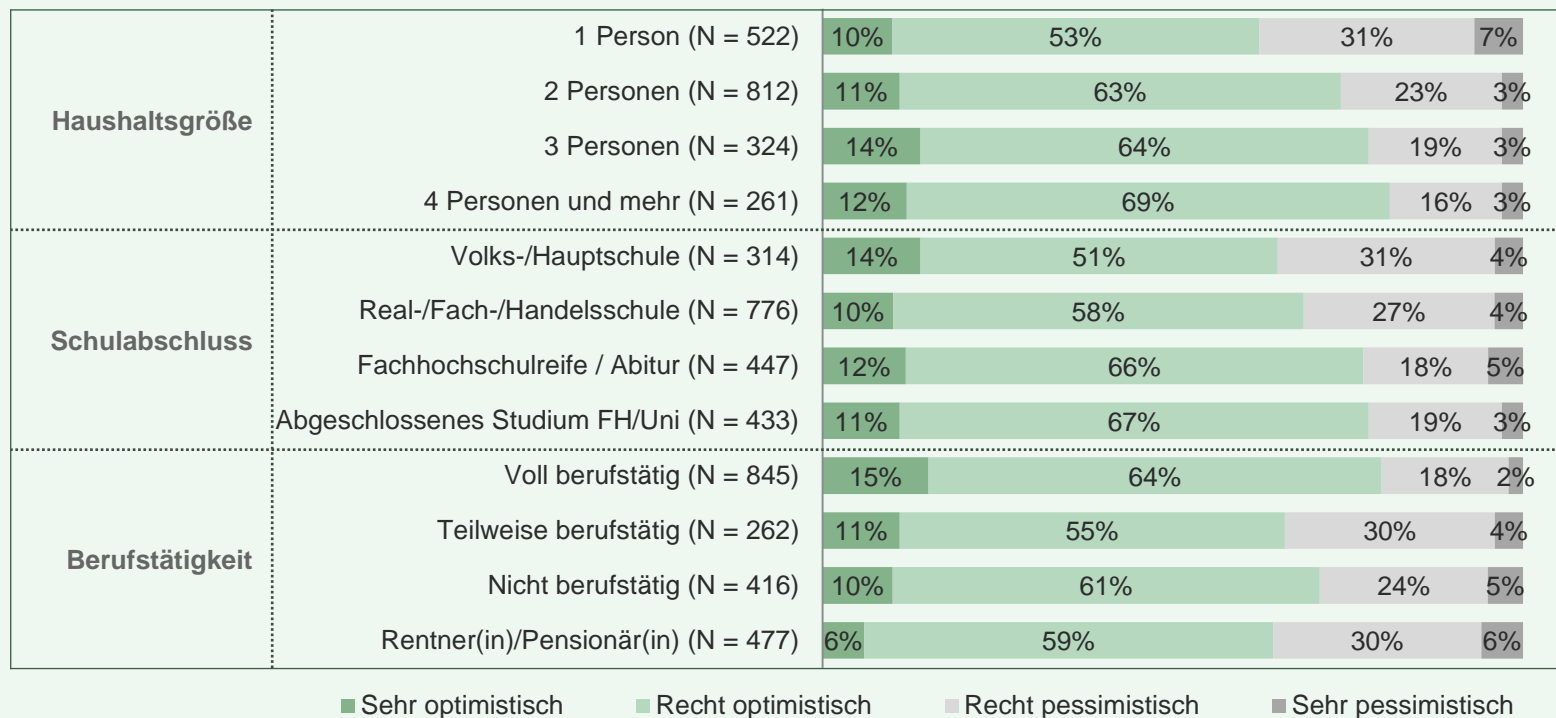 1 Person (N = 522) 10% 53% 31% 7%
2 Personen (N = 812) 11% 63% 23% 3%
Haushaltsgröße
3 Personen (N = 324) 14% 64% 19% 3%
4 Personen und mehr (N = 261) 12% 69% 16% 3%
Volks-/Hauptschule (N = 314) 14% 51% 31% 4%
Real-/Fach-/Handelsschule (N = 776) 10% 58% 27% 4%
Schulabschluss
Fachhochschulreife / Abitur (N = 447) 12% 66% 18% 5%
Abgeschlossenes Studium FH/Uni (N = 433) 11% 67% 19% 3%
Voll berufstätig (N = 845) 15% 64% 18% 2%
Teilweise berufstätig (N = 262) 11% 55% 30% 4%
Berufstätigkeit
Nicht berufstätig (N = 416) 10% 61% 24% 5%
Rentner(in)/Pensionär(in) (N = 477) 6% 59% 30% 6%
Sehr optimistisch Recht optimistisch Recht pessimistisch Sehr pessimistisch